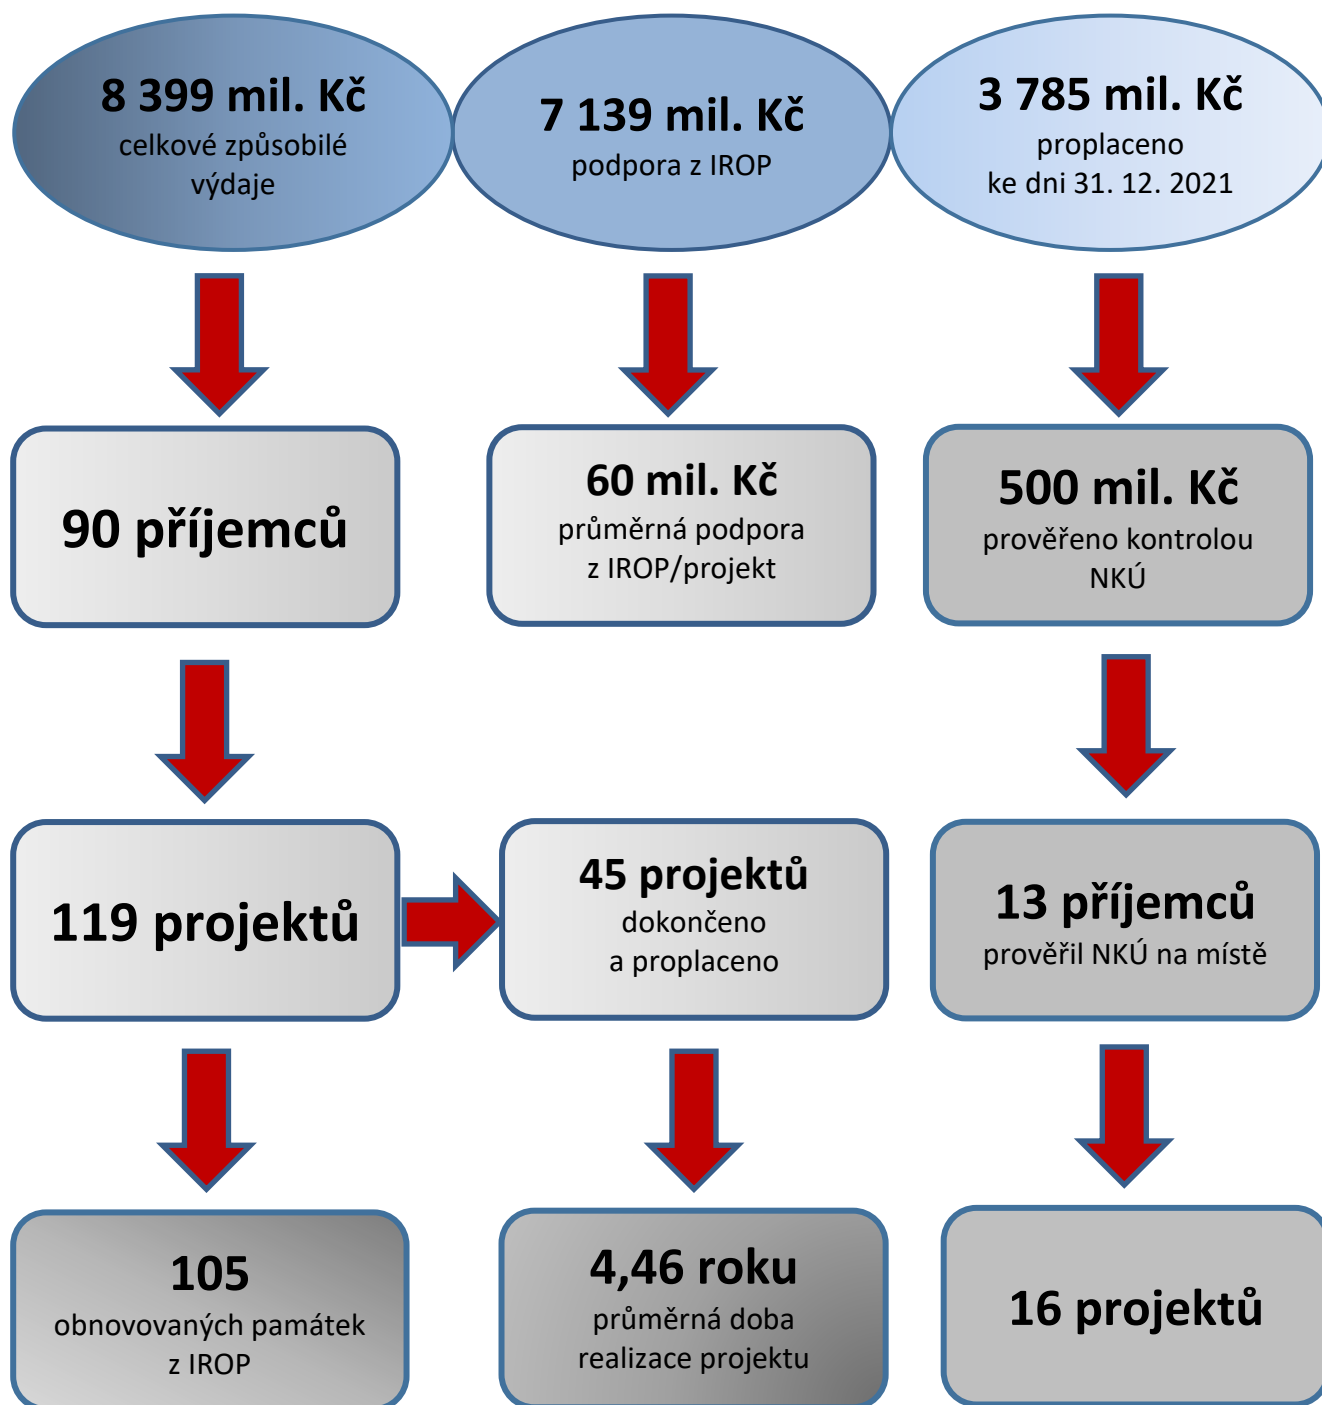 8 399 mil. Kč
celkové způsobilé
výdaje
7 139 mil. Kč
podpora z IROP
3 785 mil. Kč
proplaceno
ke dni 31. 12. 2021
90 příjemců
60 mil. Kč
průměrná podpora
z IROP/projekt
500 mil. Kč
prověřeno kontrolou
NKÚ
119 projektů
45 projektů
dokončeno
a proplaceno
13 příjemců
prověřil NKÚ na místě
105
obnovovaných památek
z IROP
4,46 roku
průměrná doba
realizace projektu
16 projektů